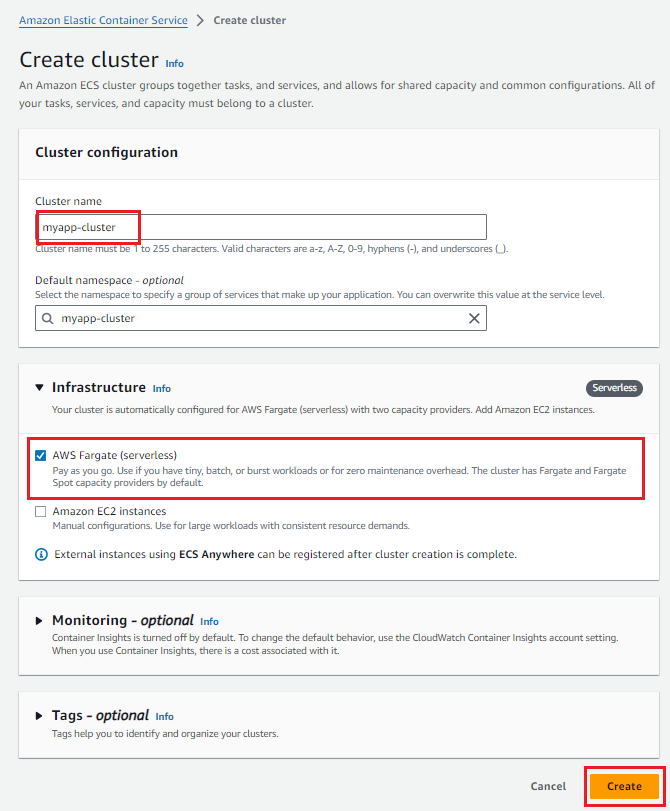 Amazon Elastic Container Service > Create cluster
Create cluster Info
An Amazon ECS cluster groups together tasks, and services, and allows for shared capacity and common configurations. All of
your tasks, services, and capacity must belong to a cluster.
Cluster configuration
Cluster name
myapp-cluster
Cluster name must be 1 to 255 characters. Valid characters are a-z, A-Z, 0-9, hyphens (-), and underscores (_).
Default namespace - optional
Select the namespace to specify a group of services that make up your application. You can overwrite this value at the service level.
myapp-cluster
Infrastructure Info
Serverless
Your cluster is automatically configured for AWS Fargate (serverless) with two capacity providers. Add Amazon EC2 instances.
AWS Fargate (serverless)
Pay as you go. Use if you have tiny, batch, or burst workloads or for zero maintenance overhead. The cluster has Fargate and Fargate
Spot capacity providers by default.
Amazon EC2 instances
Manual configurations. Use for large workloads with consistent resource demands.
External instances using ECS Anywhere can be registered after cluster creation is complete.
Monitoring - optional Info
Container Insights is turned off by default. To change the default behavior, use the CloudWatch Container Insights account setting.
When you use Container Insights, there is a cost associated with it.
Tags - optional Info
Tags help you to identify and organize your clusters.
Cancel
Create